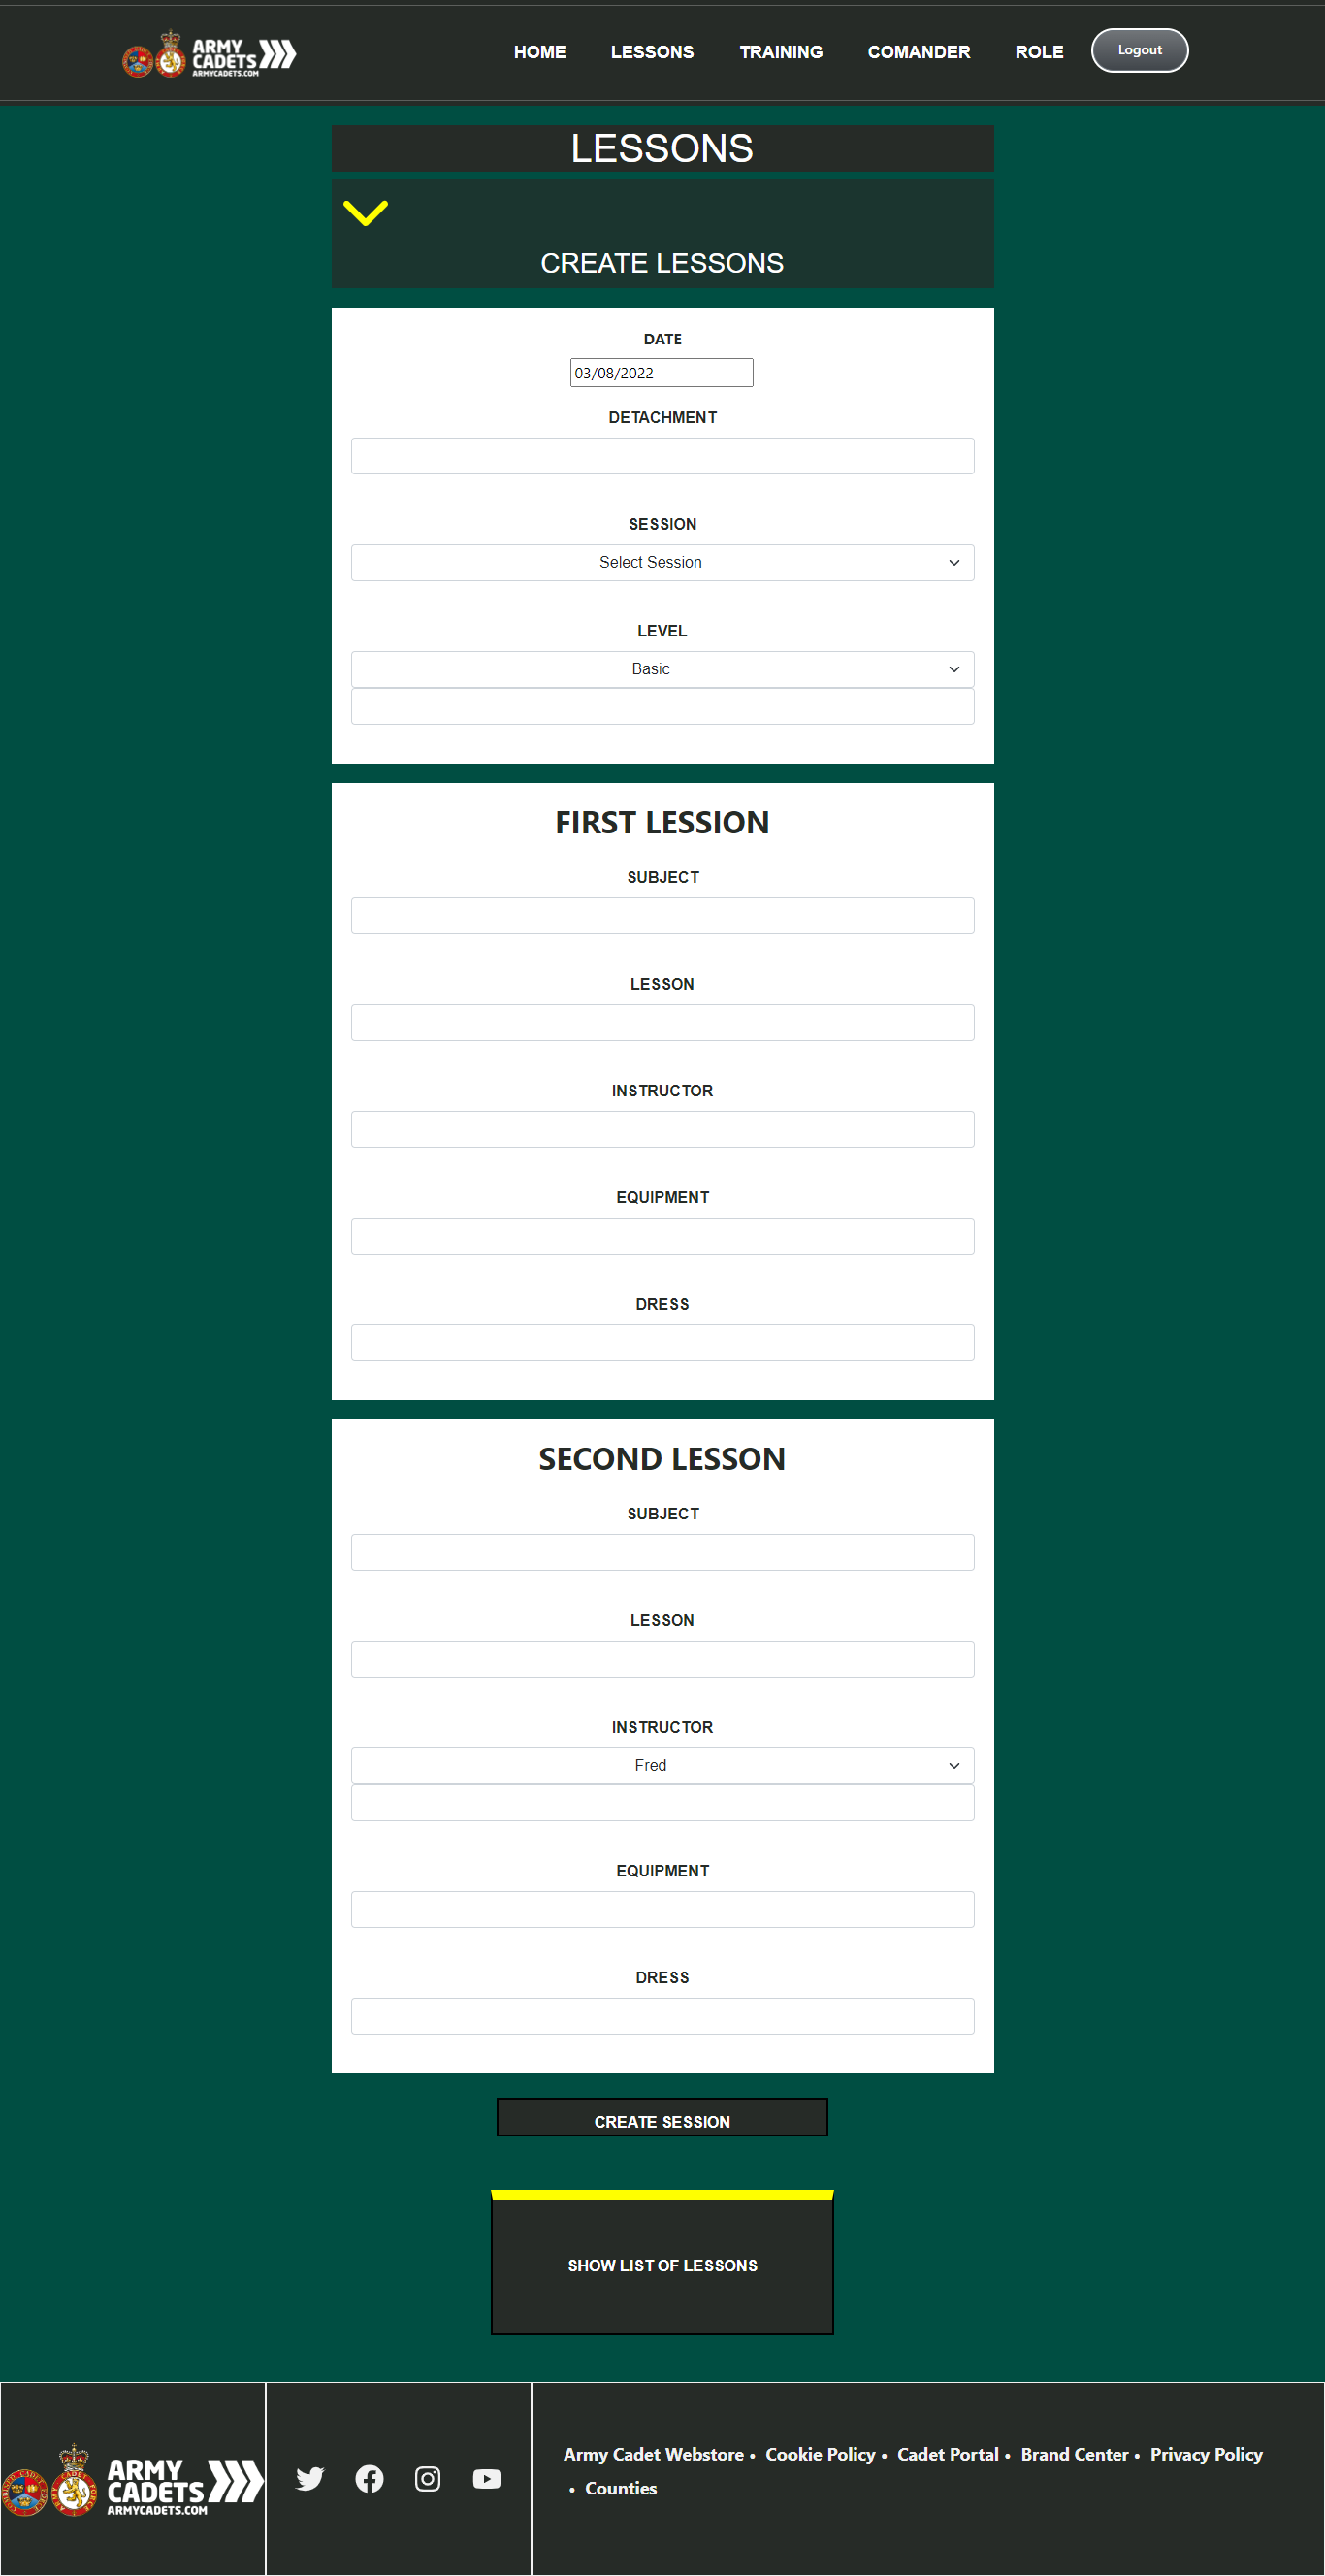 ARMY
CADETS
ARMYCADETS.COM
HOME LESSONS TRAINING COMANDER ROLE Logout
LESSONS
CREATE LESSONS
DATE
03/08/2022
DETACHMENT
SESSION
Select Session
LEVEL
Basic
FIRST LESSION
SUBJECT
LESSON
INSTRUCTOR
EQUIPMENT
DRESS
SECOND LESSON
SUBJECT
LESSON
INSTRUCTOR
Fred
EQUIPMENT
DRESS
CREATE SESSION
SHOW LIST OF LESSONS
ARMY
CADETS
ARMYCADETS.COM
Army Cadet Webstore • Cookie Policy • Cadet Portal • Brand Center • Privacy Policy
• Counties